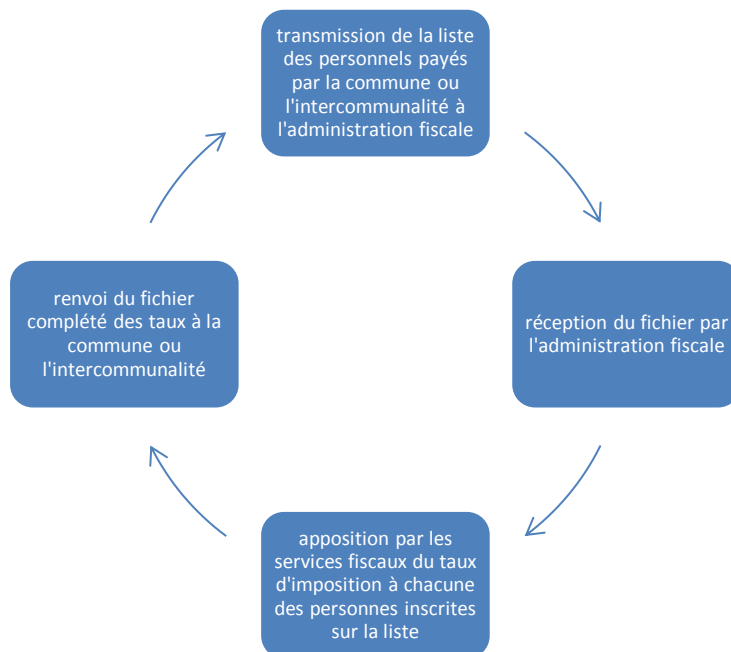 transmission de la liste
des personnels payés
par la commune ou
l'intercommunalité à
l'administration fiscale
réception du fichier par
l'administration fiscale
apposition par les
services fiscaux du taux
d'imposition à chacune
des personnes inscrites
sur la liste
renvoi du fichier
complété des taux à la
commune ou
l'intercommunalité